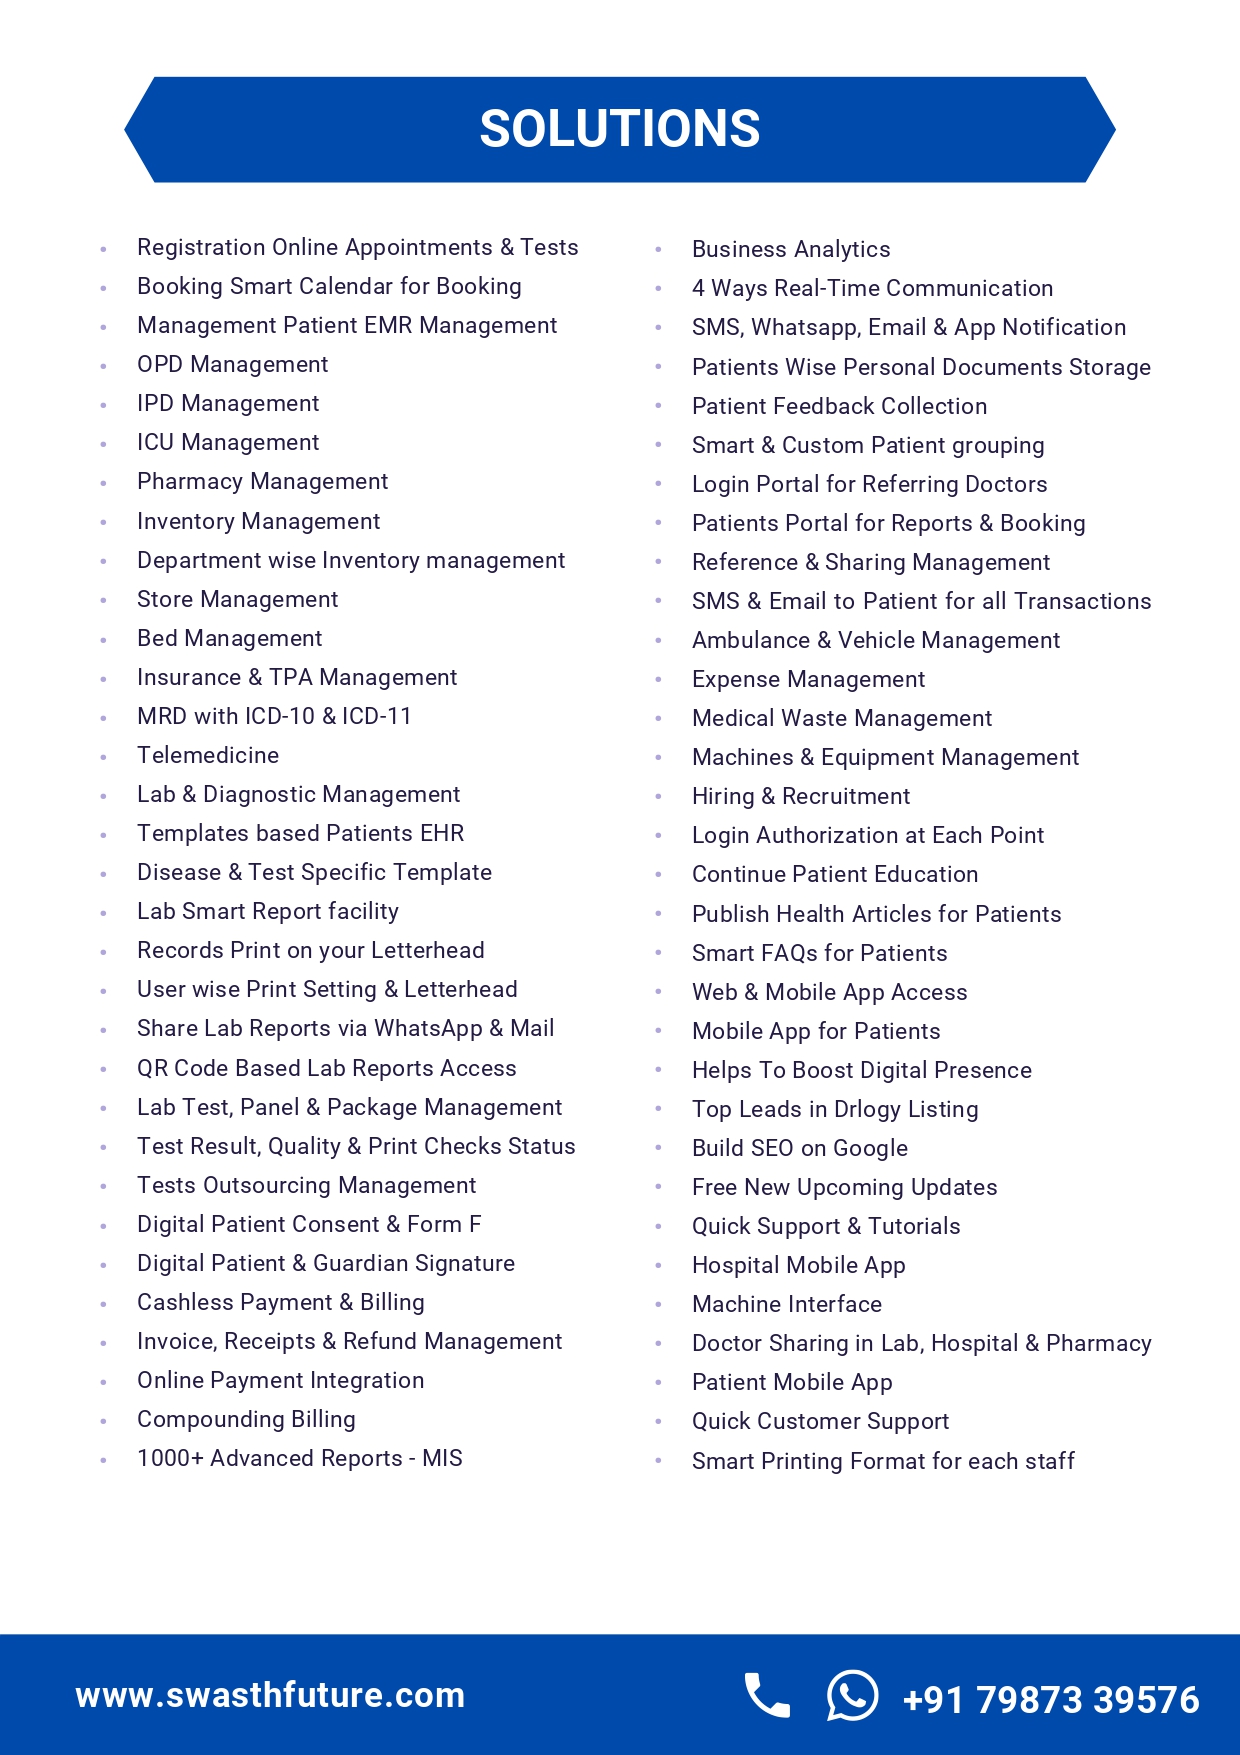 SOLUTIONS
Registration Online Appointments & Tests
Booking Smart Calendar for Booking
Management Patient EMR Management
OPD Management
IPD Management
ICU Management
Pharmacy Management
Inventory Management
Department wise Inventory management
Store Management
Bed Management
Insurance & TPA Management
MRD with ICD-10 & ICD-11
Telemedicine
Lab & Diagnostic Management
Templates based Patients EHR
Disease & Test Specific Template
Lab Smart Report facility
Records Print on your Letterhead
User wise Print Setting & Letterhead
Share Lab Reports via WhatsApp & Mail
QR Code Based Lab Reports Access
Lab Test, Panel & Package Management
Test Result, Quality & Print Checks Status
Tests Outsourcing Management
Digital Patient Consent & Form F
Digital Patient & Guardian Signature
Cashless Payment & Billing
Invoice, Receipts & Refund Management
Online Payment Integration
Compounding Billing
1000+ Advanced Reports - MIS
Business Analytics
4 Ways Real-Time Communication
SMS, Whatsapp, Email & App Notification
Patients Wise Personal Documents Storage
Patient Feedback Collection
Smart & Custom Patient grouping
Login Portal for Referring Doctors
Patients Portal for Reports & Booking
Reference & Sharing Management
SMS & Email to Patient for all Transactions
Ambulance & Vehicle Management
Expense Management
Medical Waste Management
Machines & Equipment Management
Hiring & Recruitment
Login Authorization at Each Point
Continue Patient Education
Publish Health Articles for Patients
Smart FAQs for Patients
Web & Mobile App Access
Mobile App for Patients
Helps To Boost Digital Presence
Top Leads in Drlogy Listing
Build SEO on Google
Free New Upcoming Updates
Quick Support & Tutorials
Hospital Mobile App
Machine Interface
Doctor Sharing in Lab, Hospital & Pharmacy
Patient Mobile App
Quick Customer Support
Smart Printing Format for each staff
www.swasthfuture.com
+91 79873 39576